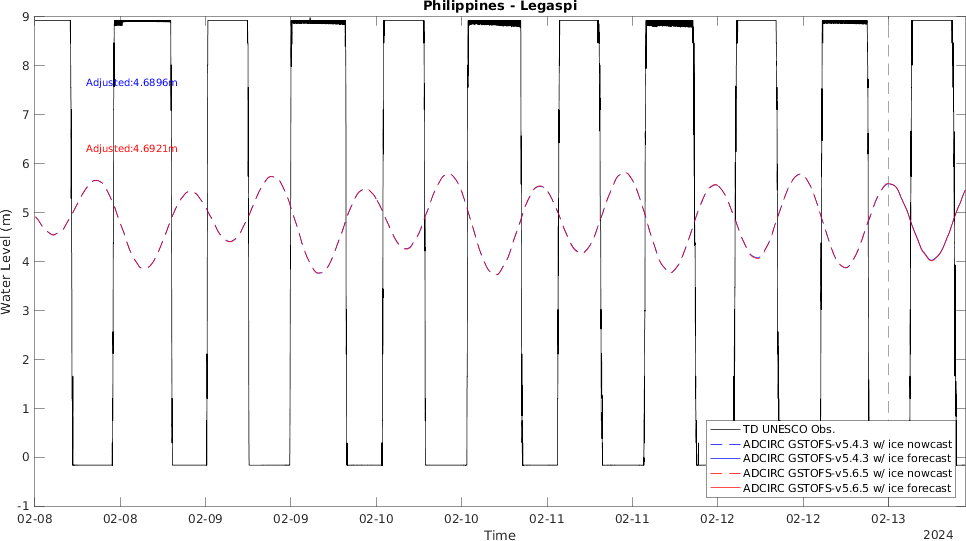 Philippines - Legaspi
9
8
7
6
5
4
3
2
1
0
-1
Water Level (m)
Adjusted:4.6896m
Adjusted:4.6921m
TD UNESCO Obs.
ADCIRC GSTOFS-v5.4.3 w/ ice nowcast
ADCIRC GSTOFS-v5.4.3 w/ ice forecast
ADCIRC GSTOFS-v5.6.5 w/ ice nowcast
ADCIRC GSTOFS-v5.6.5 w/ ice forecast
02-08 02-08 02-09 02-09 02-10 02-10 02-11 02-11 02-12 02-12 02-13
Time
2024